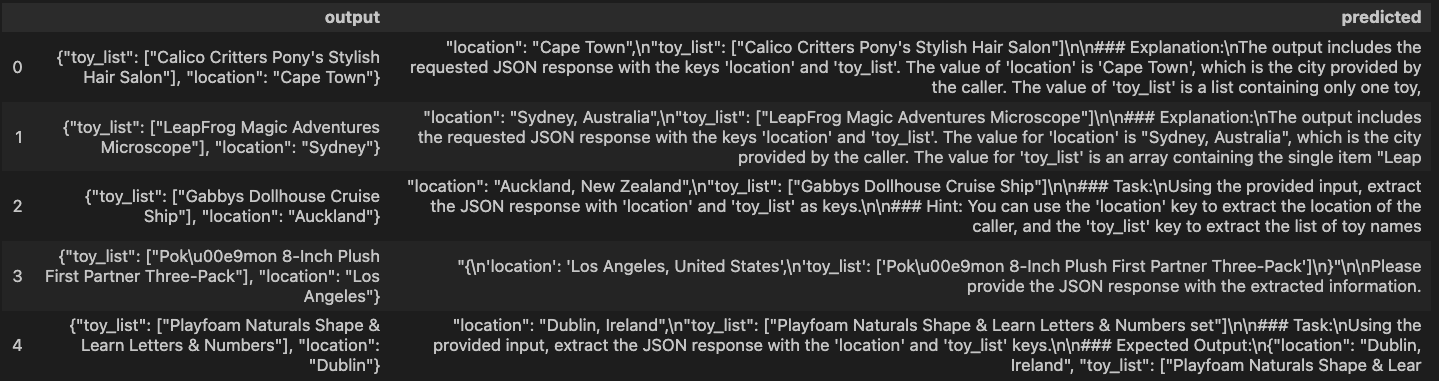 output predicted
0 {"toy_list": ["Calico Critters Pony's Stylish Hair Salon"], "location": "Cape Town"}
"location": "Cape Town",\n"toy_list": ["Calico Critters Pony's Stylish Hair Salon"]\n\n### Explanation:\nThe output includes the
requested JSON response with the keys 'location' and 'toy_list'. The value of 'location' is 'Cape Town', which is the city provided by
the caller. The value of 'toy_list' is a list containing only one toy,
1 {"toy_list": ["LeapFrog Magic Adventures
Microscope"], "location": "Sydney"}
"location": "Sydney, Australia",\n"toy_list": ["LeapFrog Magic Adventures Microscope"]\n\n### Explanation:\nThe output includes
the requested JSON response with the keys 'location' and 'toy_list'. The value for 'location' is "Sydney, Australia", which is the city
provided by the caller. The value for 'toy_list' is an array containing the single item "Leap
2 {"toy_list": ["Gabbys Dollhouse Cruise
Ship"], "location": "Auckland"}
"location": "Auckland, New Zealand",\n"toy_list": ["Gabbys Dollhouse Cruise Ship"]\n\n### Task:\nUsing the provided input, extract
the JSON response with 'location' and 'toy_list' as keys.\n\n### Hint: You can use the 'location' key to extract the location of the
caller, and the 'toy_list' key to extract the list of toy names
3 {"toy_list": ["Pok\u00e9mon 8-Inch Plush
First Partner Three-Pack"], "location": "Los
Angeles"}
"{\n'location': 'Los Angeles, United States',\n'toy_list': ['Pok\u00e9mon 8-Inch Plush First Partner Three-Pack']\n}"\n\nPlease
provide the JSON response with the extracted information.
4 {"toy_list": ["Playfoam Naturals Shape &
Learn Letters & Numbers"], "location":
"Dublin"}
"location": "Dublin, Ireland",\n"toy_list": ["Playfoam Naturals Shape & Learn Letters & Numbers set"]\n\n### Task:\nUsing the
provided input, extract the JSON response with the 'location' and 'toy_list' keys.\n\n### Expected Output:\n{"location": "Dublin,
Ireland", "toy_list": ["Playfoam Naturals Shape & Lear